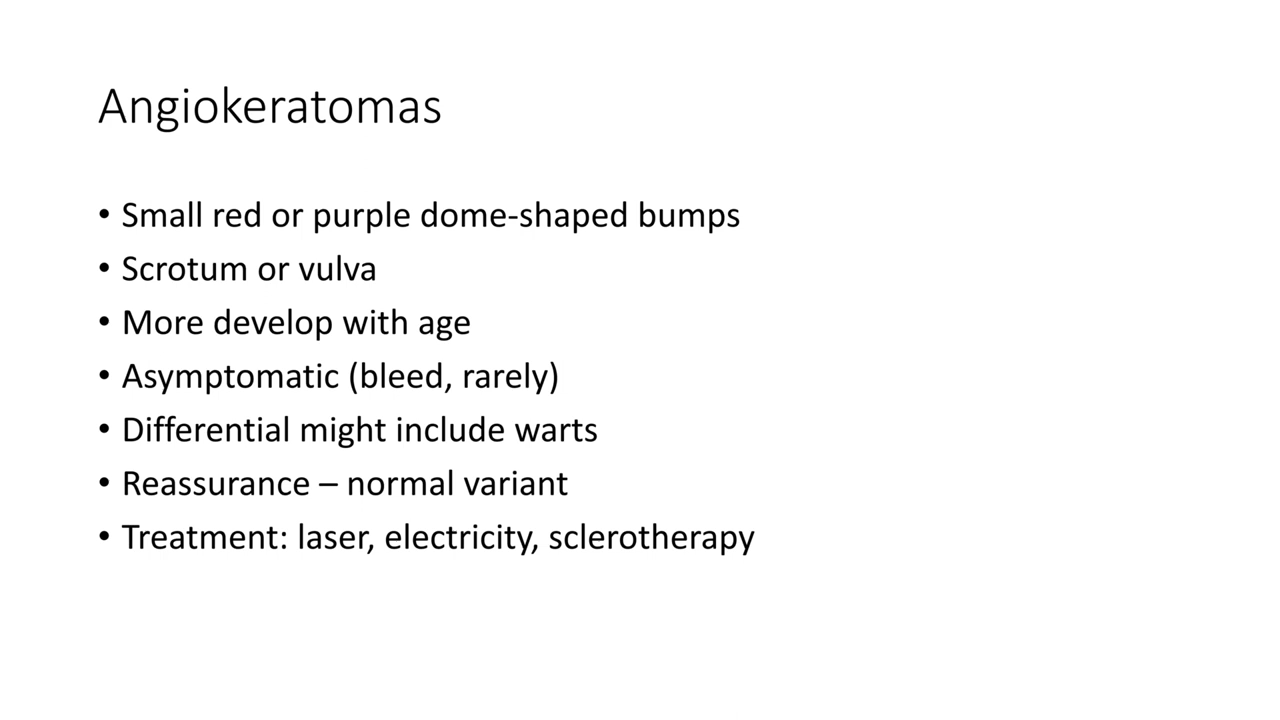 Angiokeratomas
• Small red or purple dome-shaped bumps
• Scrotum or vulva
• More develop with age
• Asymptomatic (bleed, rarely)
• Differential might include warts
• Reassurance – normal variant
• Treatment: laser, electricity, sclerotherapy